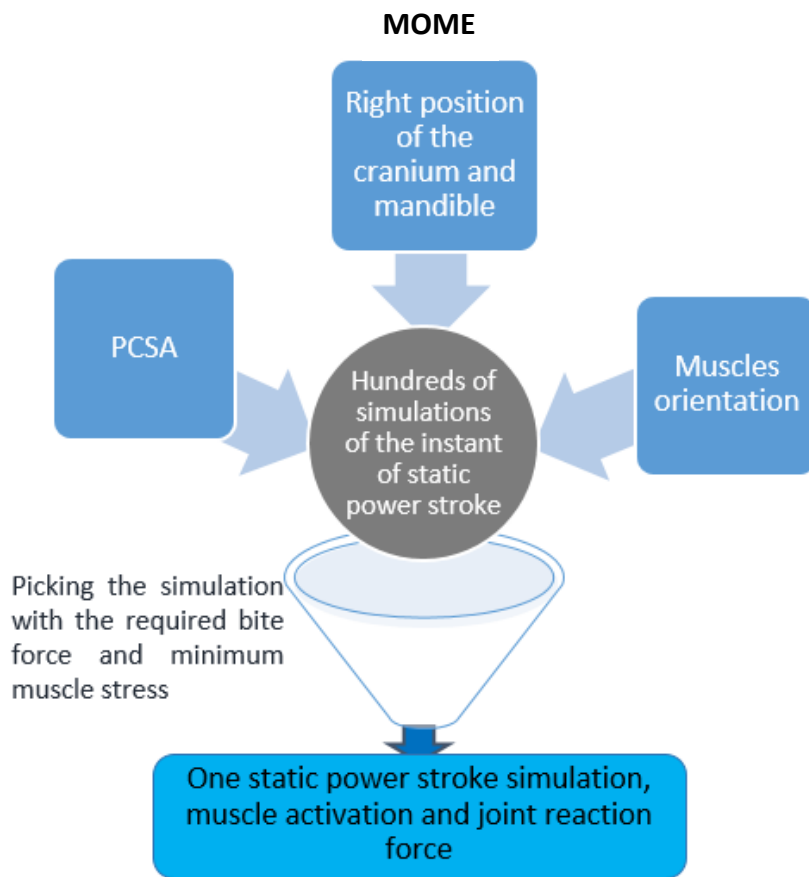 MOME
Right position
of the
cranium and
mandible
PCSA
Muscles
orientation
Hundreds of
simulations
of the instant
of static
power stroke
Picking the simulation
with the required bite
force and minimum
muscle stress
One static power stroke simulation,
muscle activation and joint reaction
force